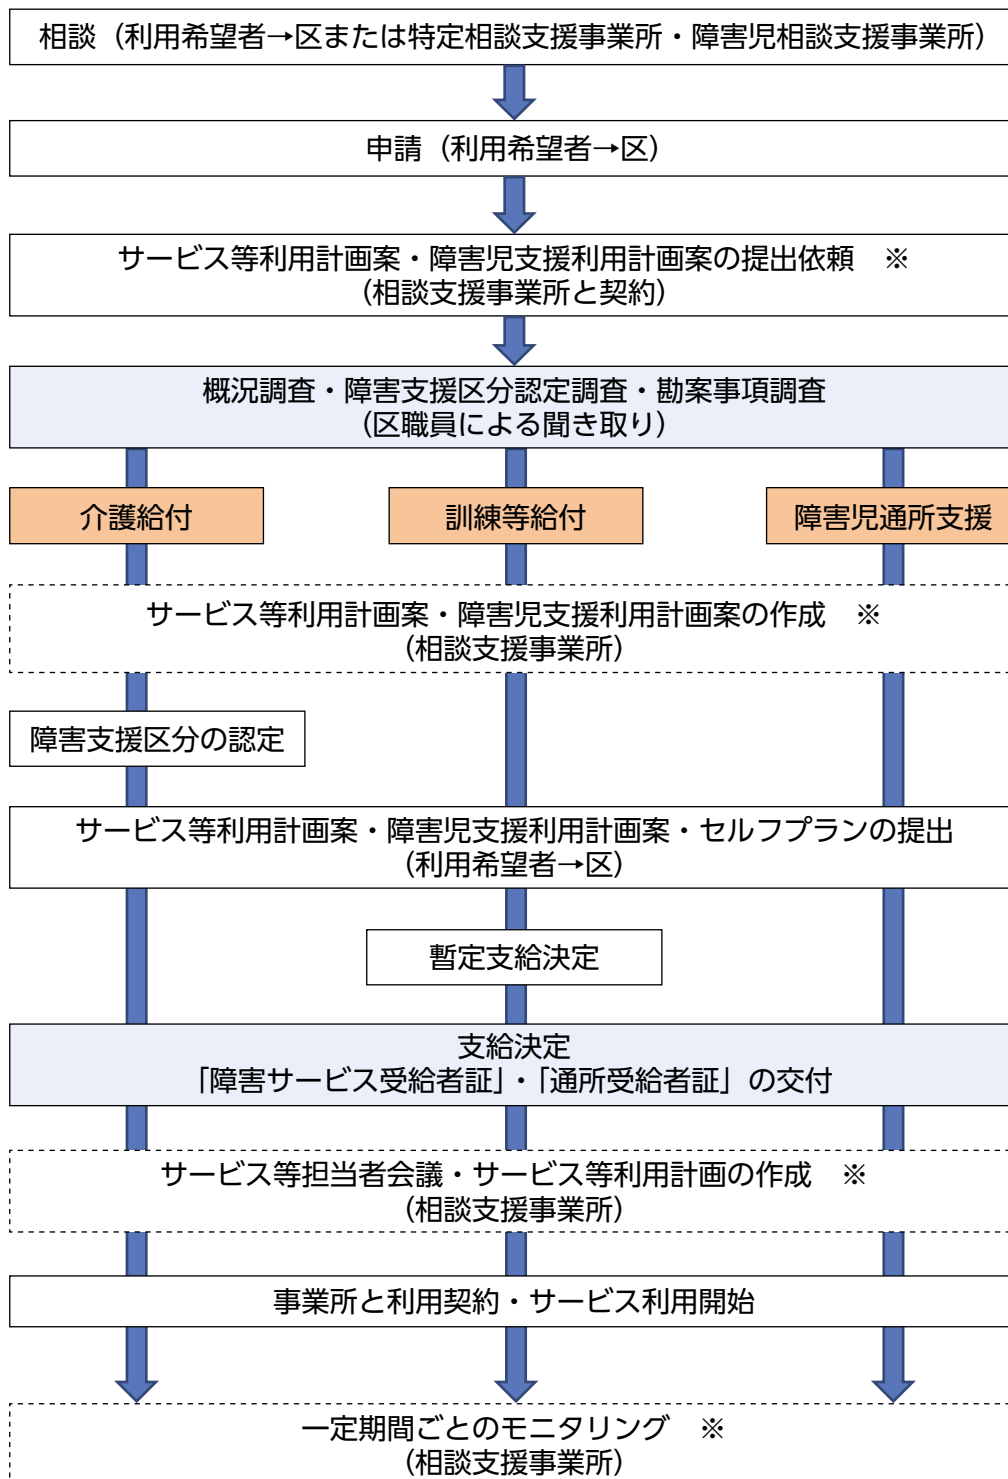 相談（利用希望者→区または特定相談支援事業所・障害児相談支援事業所）
申請（利用希望者→区）
サービス等利用計画案・障害児支援利用計画案の提出依頼　※
（相談支援事業所と契約）
概況調査・障害支援区分認定調査・勘案事項調査
（区職員による聞き取り）
介護給付
訓練等給付
障害児通所支援
サービス等利用計画案・障害児支援利用計画案の作成　※
（相談支援事業所）
障害支援区分の認定
サービス等利用計画案・障害児支援利用計画案・セルフプランの提出
（利用希望者→区）
暫定支給決定
支給決定
「障害サービス受給者証」・「通所受給者証」の交付
サービス等担当者会議・サービス等利用計画の作成　※
（相談支援事業所）
事業所と利用契約・サービス利用開始
一定期間ごとのモニタリング　※
（相談支援事業所）